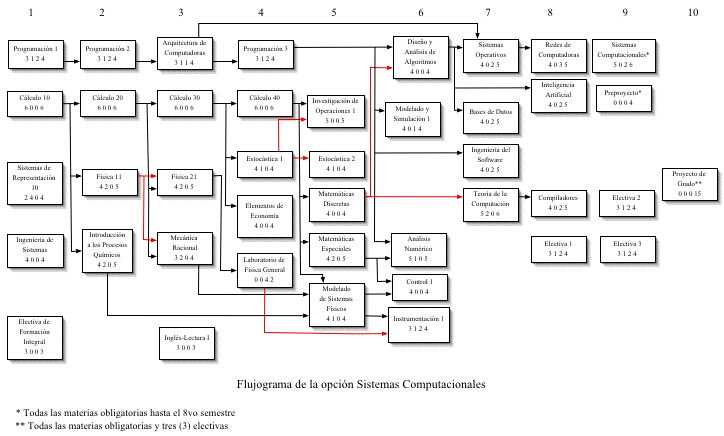 1 2 3 4 5 6 7 8 9 10
Programación 1
3 1 2 4
Programación 2
3 1 2 4
Arquitectura de
Computadoras
3 1 1 4
Programación 3
3 1 2 4
Diseño y
Análisis de
Algoritmos
4 0 0 4
Sistemas
Operativos
4 0 2 5
Redes de
Computadoras
4 0 3 5
Sistemas
Computacionales*
5 0 2 6
Cálculo 10
6 0 0 6
Cálculo 20
6 0 0 6
Cálculo 30
6 0 0 6
Cálculo 40
6 0 0 6
Investigación de
Operaciones 1
5 0 0 5
Modelado y
Simulación 1
4 0 1 4
Bases de Datos
4 0 2 5
Inteligencia
Artificial
4 0 2 5
Preproyecto*
0 0 0 4
Sistemas de
Representación
10
2 4 0 4
Física 11
4 2 0 5
Física 21
4 2 0 5
Estocástica 1
4 1 0 4
Estocástica 2
4 1 0 4
Ingeniería del
Software
4 0 2 5
Elementos de
Economía
4 0 0 4
Matemáticas
Discretas
4 0 0 4
Teoría de la
Computación
5 2 0 6
Compiladores
4 0 2 5
Electiva 2
3 1 2 4
Proyecto de
Grado**
0 0 0 15
Ingeniería de
Sistemas
4 0 0 4
Introducción
a los Procesos
Químicos
4 2 0 5
Mecánica
Racional
3 2 0 4
Laboratorio de
Física General
0 0 4 2
Matemáticas
Especiales
4 2 0 5
Análisis
Numérico
5 1 0 5
Electiva 1
3 1 2 4
Electiva 3
3 1 2 4
Modelado
de Sistemas
Físicos
4 1 0 4
Control 1
4 0 0 4
Instrumentación 1
3 1 2 4
Electiva de
Formación
Integral
3 0 0 3
Inglés-Lectura I
3 0 0 3
Flujograma de la opción Sistemas Computacionales
* Todas las materias obligatorias hasta el 8vo semestre
** Todas las materias obligatorias y tres (3) electivas